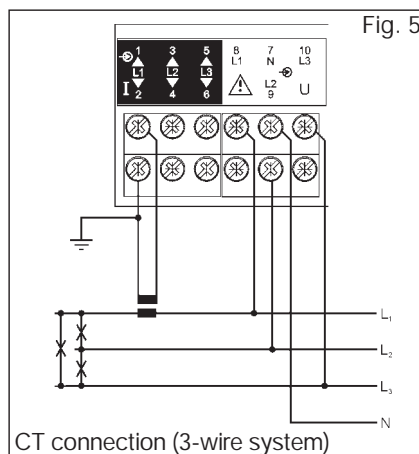 Fig. 5
1 3 5 8 7 10
L1 N L3
L1 L2 L3
I L2 U
2 4 6 9
L1
L2
L3
N
CT connection (3-wire system)